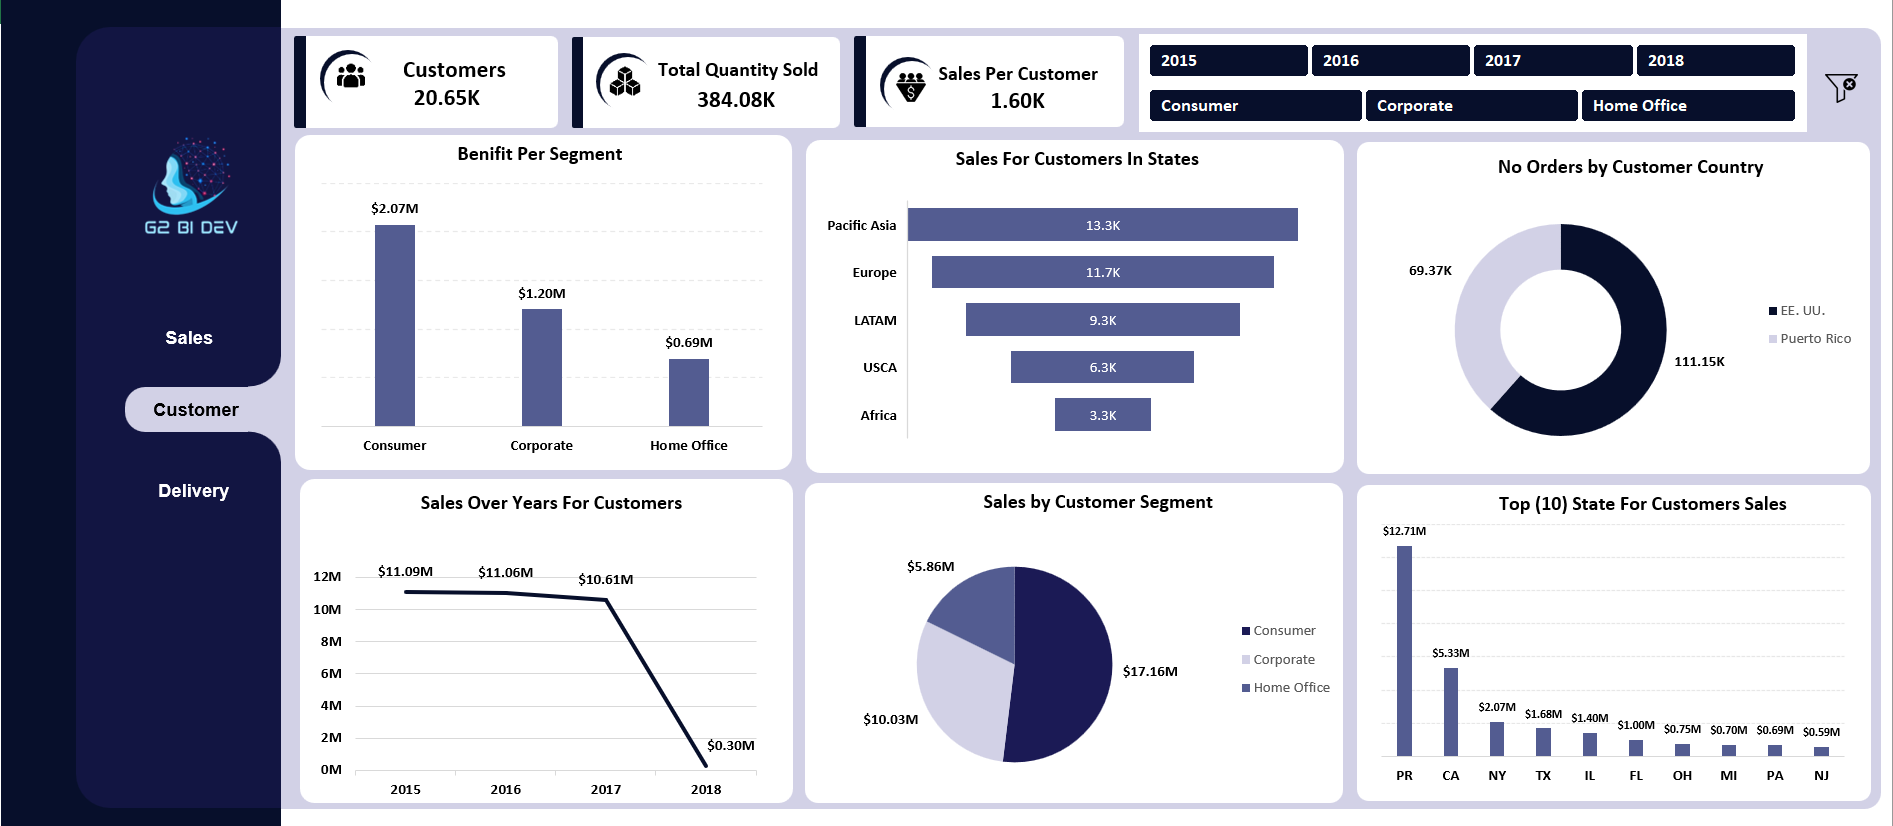 G2 BI DEV
Sales
Customer
Delivery
Customers
20.65K
Total Quantity Sold
384.08K
Sales Per Customer
1.60K
2015
2016
2017
2018
Consumer
Corporate
Home Office
Benifit Per Segment
$2.07M
$1.20M
$0.69M
Consumer
Corporate
Home Office
Sales For Customers In States
Pacific Asia
13.3K
Europe
11.7K
LATAM
9.3K
USCA
6.3K
Africa
3.3K
No Orders by Customer Country
69.37K
111.15K
EE. UU.
Puerto Rico
Sales Over Years For Customers
12M
10M
8M
6M
4M
2M
0M
$11.09M
$11.06M
$10.61M
$0.30M
2015
2016
2017
2018
Sales by Customer Segment
$5.86M
$17.16M
$10.03M
Consumer
Corporate
Home Office
Top (10) State For Customers Sales
$12.71M
$5.33M
$2.07M
$1.68M
$1.40M
$1.00M
$0.75M
$0.70M
$0.69M
$0.59M
PR
CA
NY
TX
IL
FL
OH
MI
PA
NJ